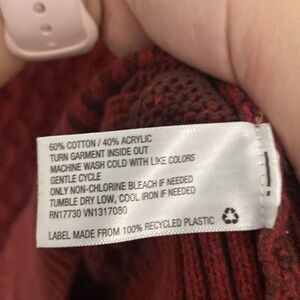 60% COTTON / 40% ACRYLIC
TURN GARMENT INSIDE OUT
MACHINE WASH COLD WITH LIKE COLORS
GENTLE CYCLE
ONLY NON-CHLORINE BLEACH IF NEEDED
TUMBLE DRY LOW, COOL IRON IF NEEDED
RN17730 VN1317080
LABEL MADE FROM 100% RECYCLED PLASTIC